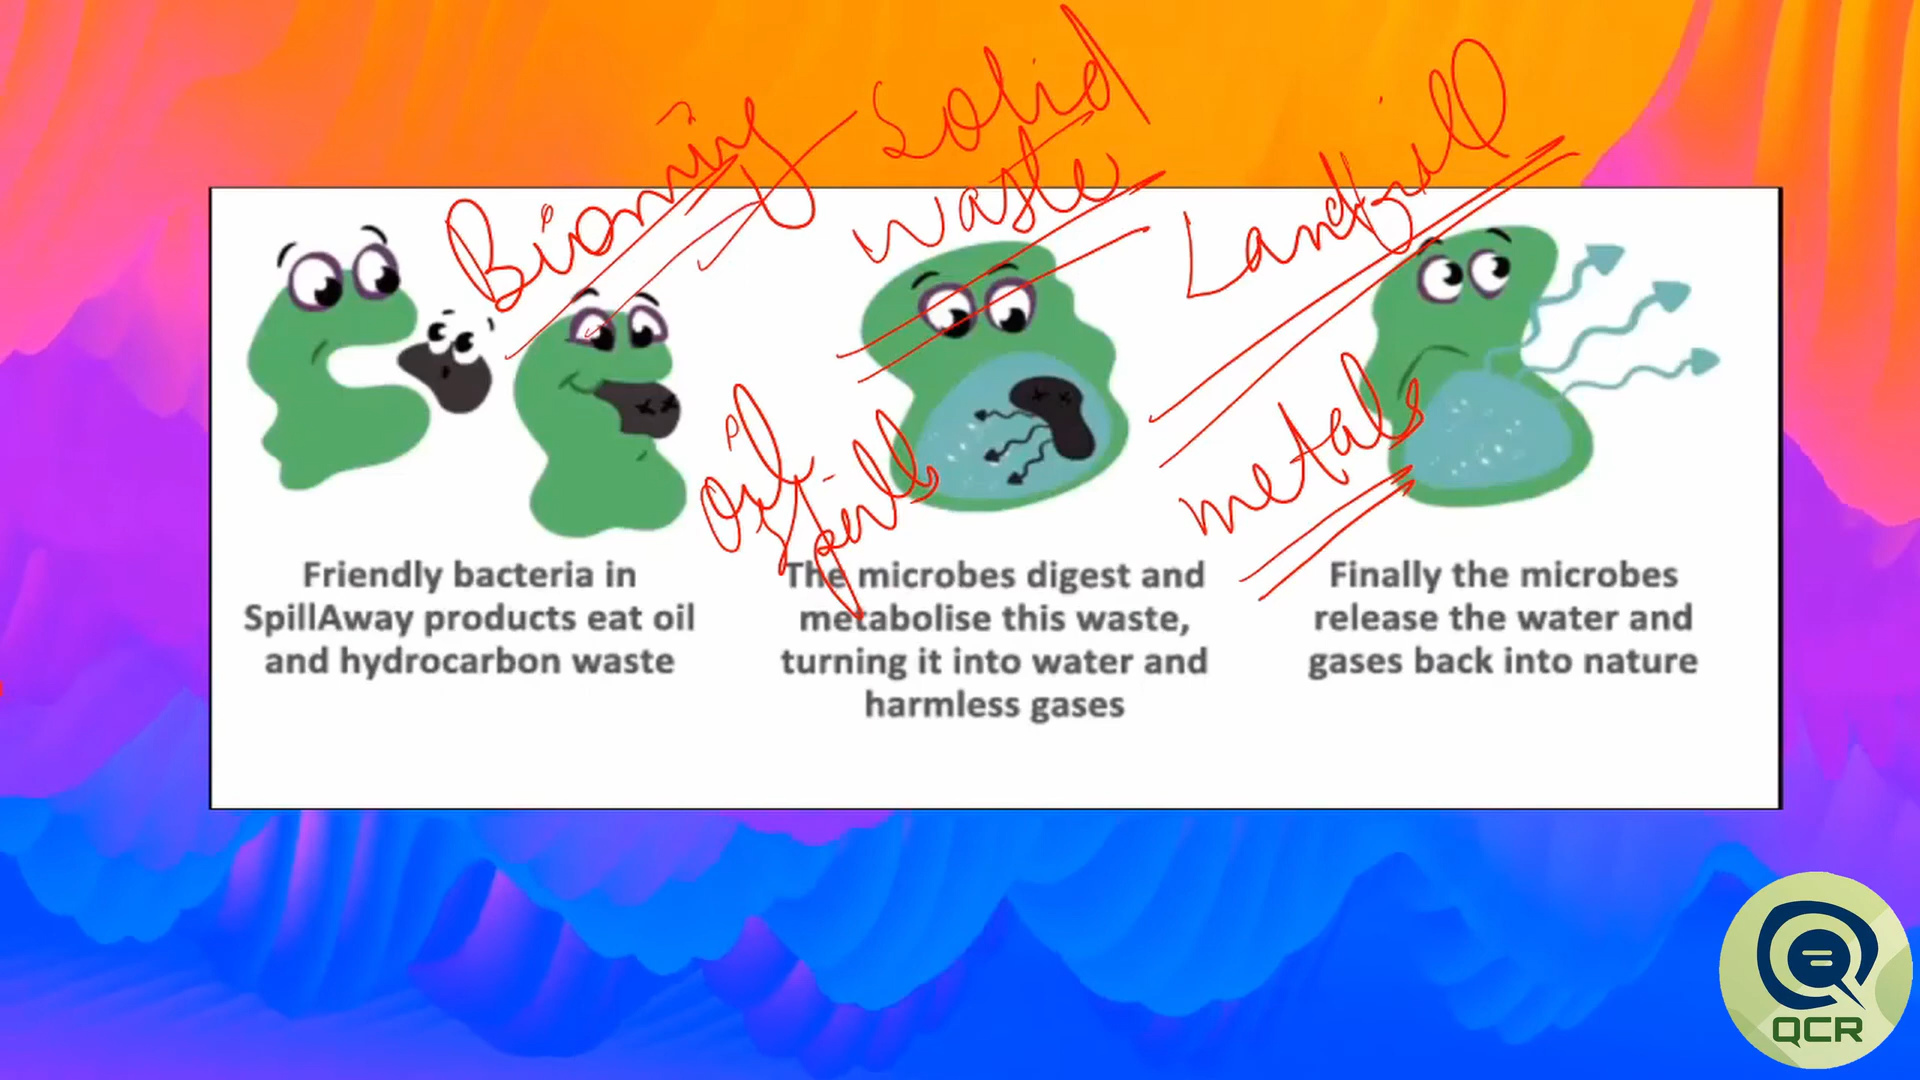 Solid
waste
Landfill
oil
spill
metals
Friendly bacteria in
SpillAway products eat oil
and hydrocarbon waste
The microbes digest and
metabolise this waste,
turning it into water and
harmless gases
Finally the microbes
release the water and
gases back into nature
QCR